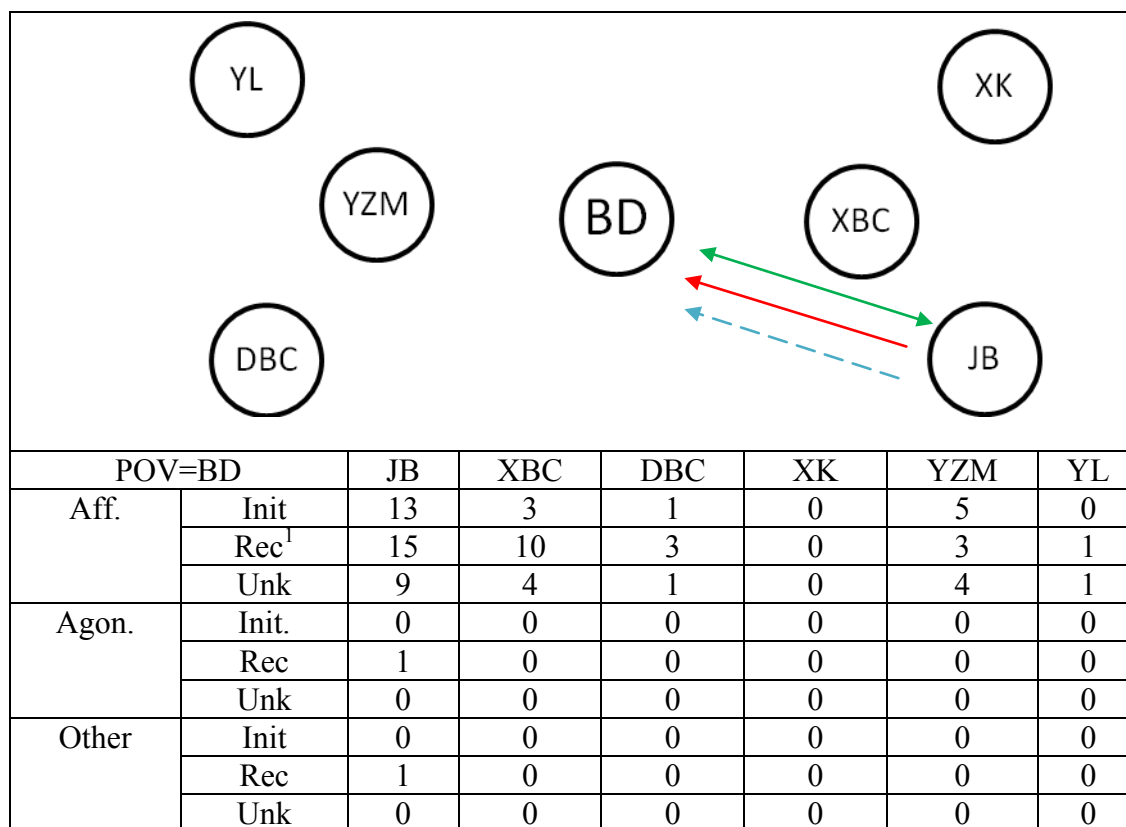 YL
XK
YZM
BD
XBC
DBC
JB
POV=BD JB XBC DBC XK YZM YL
Aff. Init 13 3 1 0 5 0
Rec¹ 15 10 3 0 3 1
Unk 9 4 1 0 4 1
Agon. Init. 0 0 0 0 0 0
Rec 1 0 0 0 0 0
Unk 0 0 0 0 0 0
Other Init 0 0 0 0 0 0
Rec 1 0 0 0 0 0
Unk 0 0 0 0 0 0